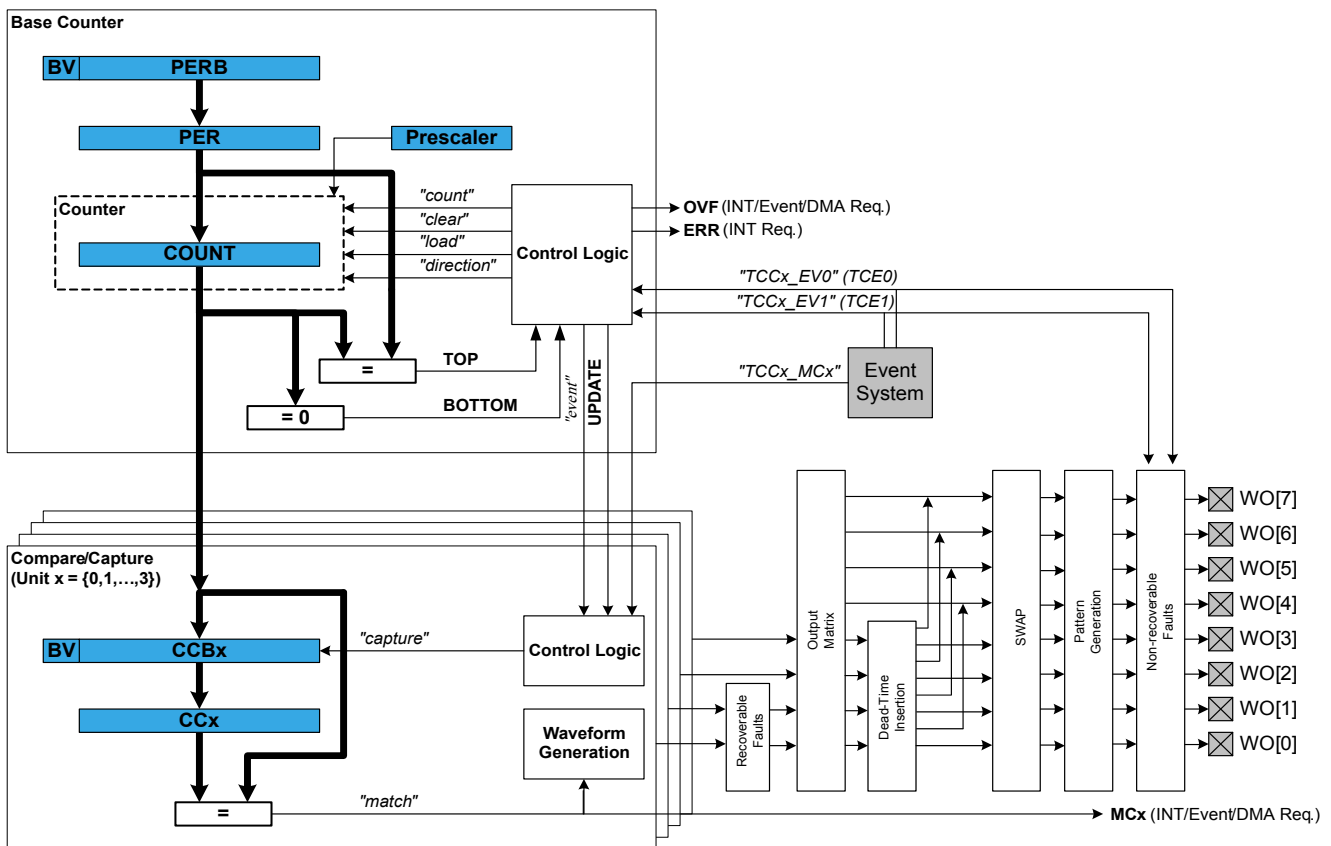 Base Counter
BV PERB
PER
Prescaler
Counter
COUNT
"count"
"clear"
"load"
"direction"
Control Logic
OVF (INT/Event/DMA Req.)
ERR (INT Req.)
"TCCx_EV0" (TCE0)
"TCCx_EV1" (TCE1)
"TCCx_MCx"
Event
System
=
TOP
= 0
BOTTOM
"event"
UPDATE
Compare/Capture
(Unit x = {0,1,…,3})
BV CCBx
"capture"
Control Logic
CCx
Waveform
Generation
=
"match"
MCx (INT/Event/DMA Req.)
Recoverable
Faults
Output
Matrix
Dead-Time
Insertion
SWAP
Pattern
Generation
Non-recoverable
Faults
WO[7]
WO[6]
WO[5]
WO[4]
WO[3]
WO[2]
WO[1]
WO[0]